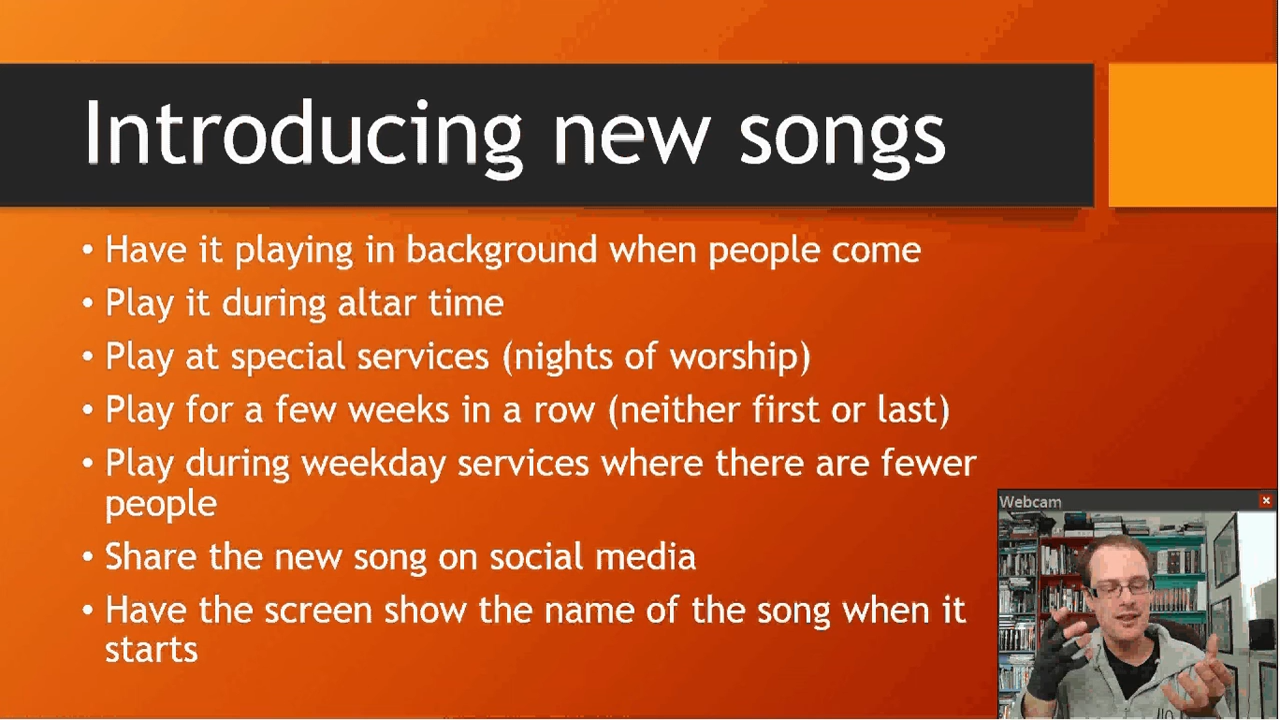 Introducing new songs
• Have it playing in background when people come
• Play it during altar time
• Play at special services (nights of worship)
• Play for a few weeks in a row (neither first or last)
• Play during weekday services where there are fewer
people
• Share the new song on social media
• Have the screen show the name of the song when it
starts
Webcam